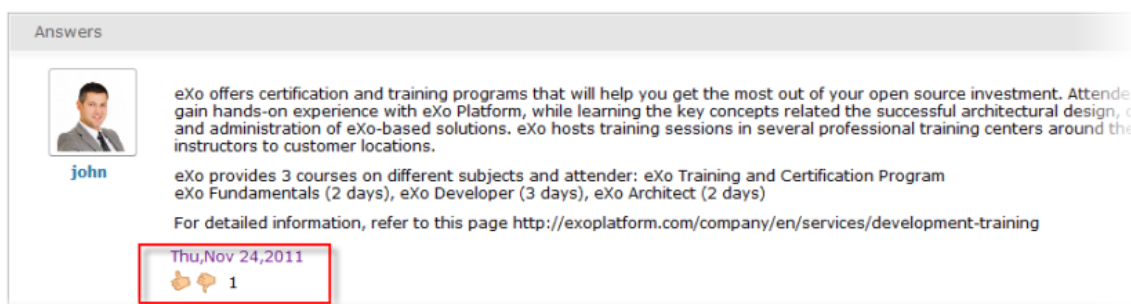 Answers
eXo offers certification and training programs that will help you get the most out of your open source investment.
gain hands-on experience with eXo Platform, while learning the key concepts related the successful architectural design,
and administration of eXo-based solutions. eXo hosts training sessions in several professional training centers around the
instructors to customer locations.
john
eXo provides 3 courses on different subjects and attender: eXo Training and Certification Program
eXo Fundamentals (2 days), eXo Developer (3 days), eXo Architect (2 days)
For detailed information, refer to this page http://exoplatform.com/company/en/services/development-training
Thu,Nov 24,2011
1